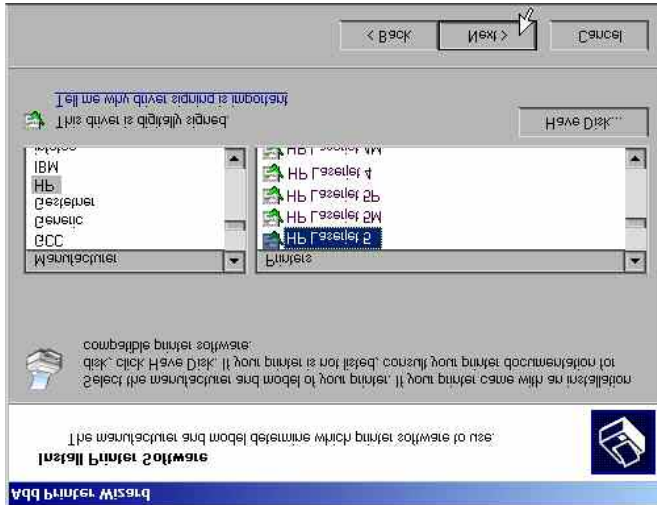 Add Printer Wizard
Install Printer Software
The manufacturer and model determine which printer software to use.
Select the manufacturer and model of your printer. If your printer came with an installation
disk, click Have Disk. If your printer is not listed, consult your printer documentation for
compatible printer software.
Manufacturer
GCC
Generic
Gestetner
HP
IBM
Infotec
Printers
HP LaserJet 5
HP LaserJet 5M
HP LaserJet 5P
HP LaserJet 4
HP LaserJet 4M
This driver is digitally signed.
Have Disk...
Tell me why driver signing is important
< Back
Next >
Cancel